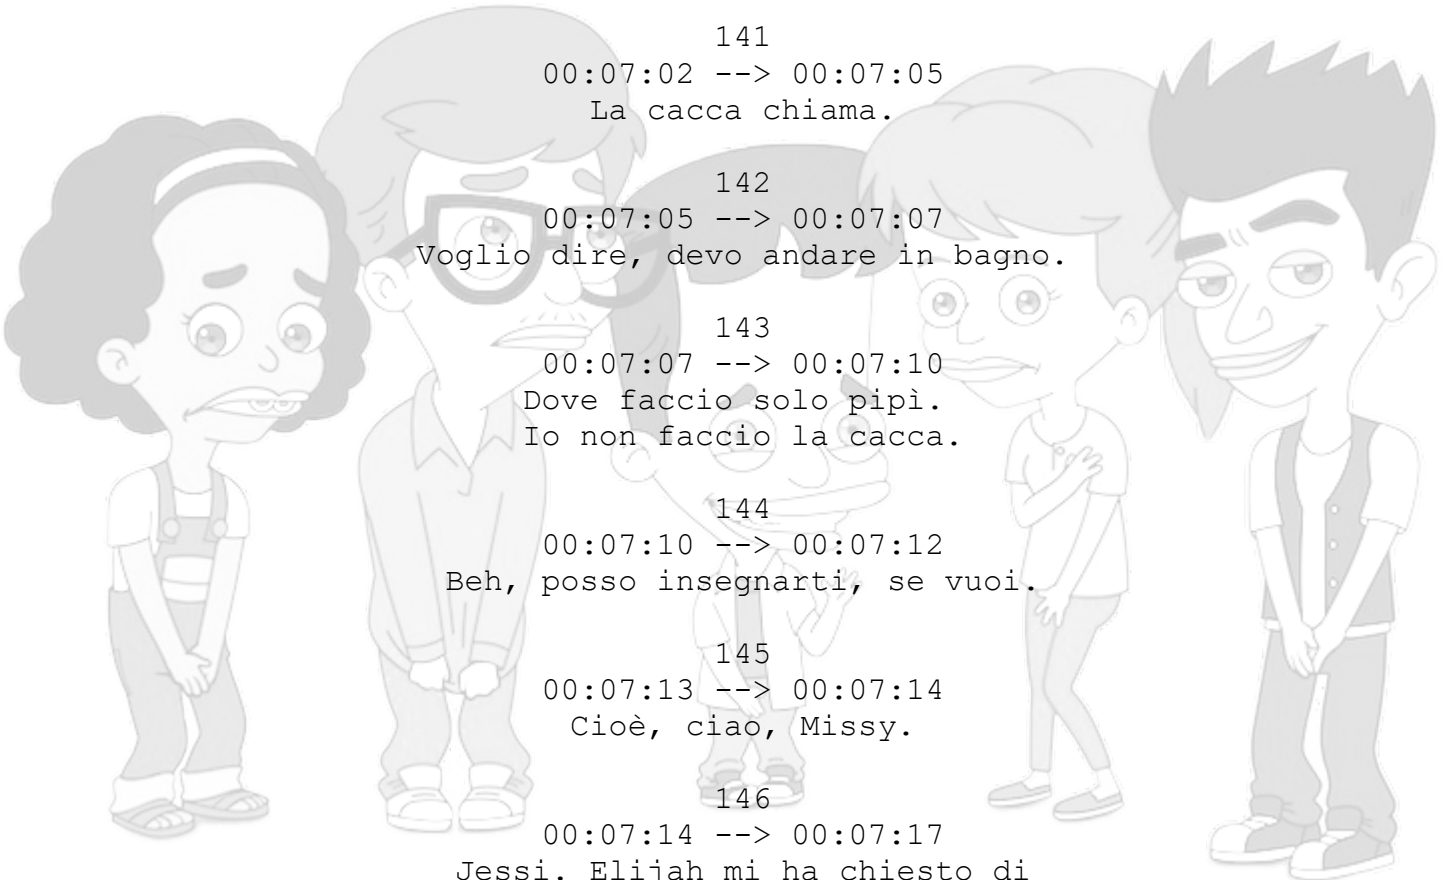 141
00:07:02 --> 00:07:05
La cacca chiama.
142
00:07:05 --> 00:07:07
Voglio dire, devo andare in bagno.
143
00:07:07 --> 00:07:10
Dove faccio solo pipì.
Io non faccio la cacca.
144
00:07:10 --> 00:07:12
Beh, posso insegnarti, se vuoi.
145
00:07:13 --> 00:07:14
Cioè, ciao, Missy.
146
00:07:14 --> 00:07:17
Jessi. Elijah mi ha chiesto di